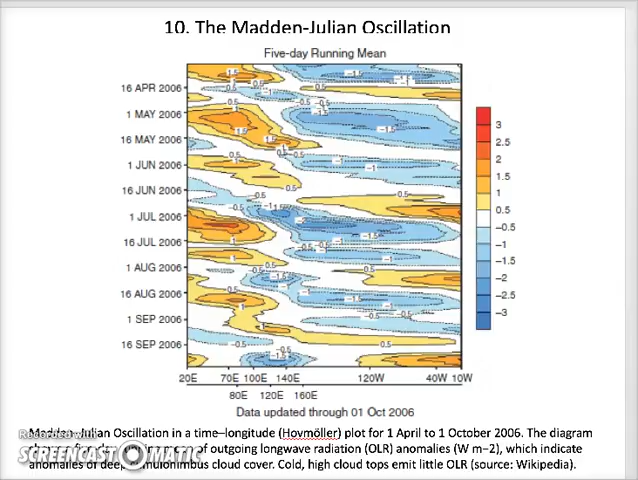 10. The Madden-Julian Oscillation
Five-day Running Mean
16 APR 2006
1 MAY 2006
16 MAY 2006
1 JUN 2006
16 JUN 2006
1 JUL 2006
16 JUL 2006
1 AUG 2006
16 AUG 2006
1 SEP 2006
16 SEP 2006
3
2.5
2
1.5
1
0.5
−0.5
−1
−1.5
−2
−2.5
−3
20E 70E 100E 140E 120W 40W 10W
80E 120E 160E
Data updated through 01 Oct 2006
Madden–Julian Oscillation in a time–longitude (Hovmöller) plot for 1 April to 1 October 2006. The diagram
mean of outgoing longwave radiation (OLR) anomalies (W m−2), which indicate
anomalies of cloud cover. Cold, high cloud tops emit little OLR (source: Wikipedia).
SCREENCAST MATIC